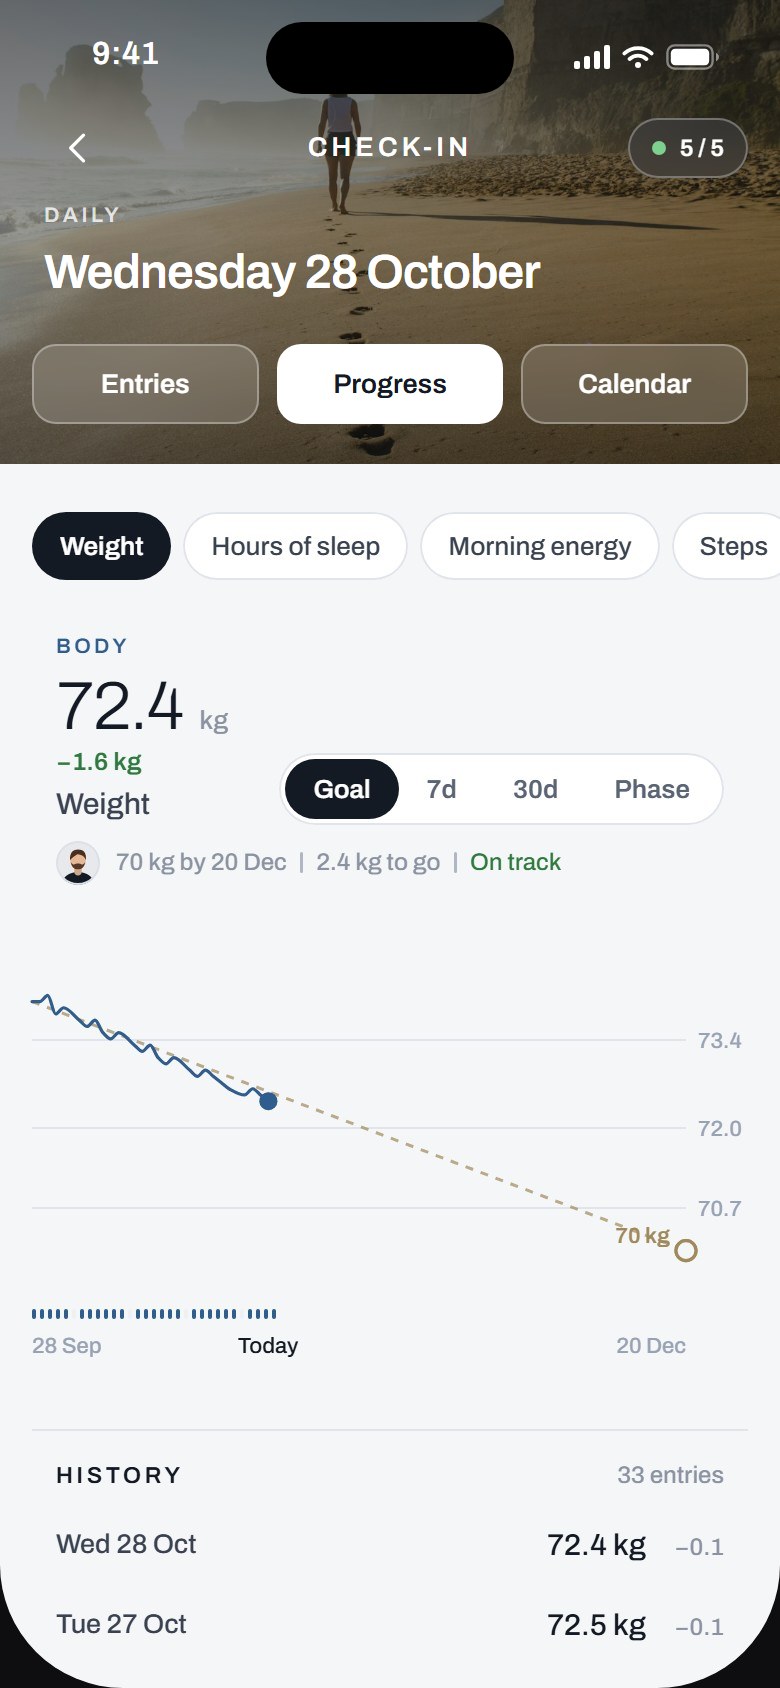 9:41
CHECK-IN
5 / 5
DAILY
Wednesday 28 October
Entries
Progress
Calendar
Weight
Hours of sleep
Morning energy
Steps
BODY
72.4 kg
−1.6 kg
Weight
Goal
7d
30d
Phase
70 kg by 20 Dec | 2.4 kg to go | On track
73.4
72.0
70.7
70 kg
28 Sep
Today
20 Dec
HISTORY
33 entries
Wed 28 Oct
72.4 kg −0.1
Tue 27 Oct
72.5 kg −0.1